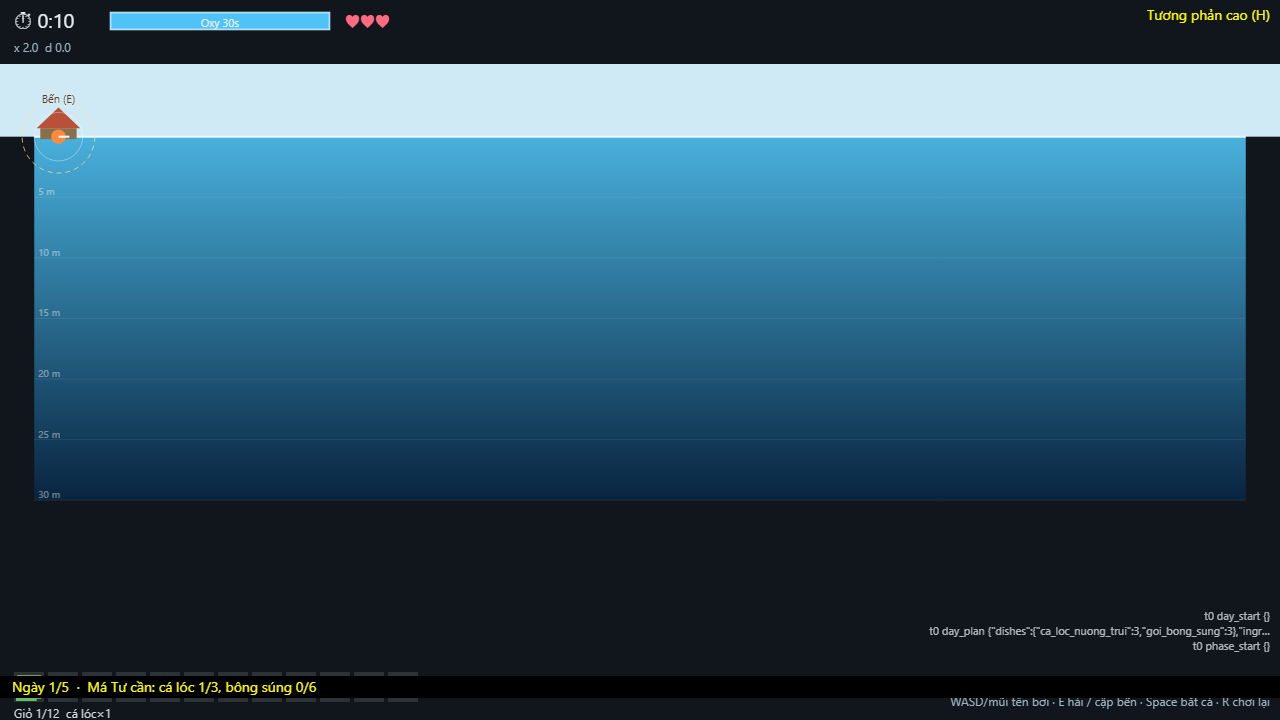 ⏱ 0:10
Oxy 30s
Tương phản cao (H)
x 2.0 d 0.0
Bến (E)
5 m
10 m
15 m
20 m
25 m
30 m
t0 day_start {}
t0 day_plan {"dishes":{"ca_loc_nuong_trui":3,"goi_bong_sung":3},"ingr...
t0 phase_start {}
Ngày 1/5 · Má Tư cần: cá lóc 1/3, bông súng 0/6
WASD/mũi tên bơi · E hái / cập bến · Space bắt cá · R chơi lại
Giỏ 1/12 cá lóc×1